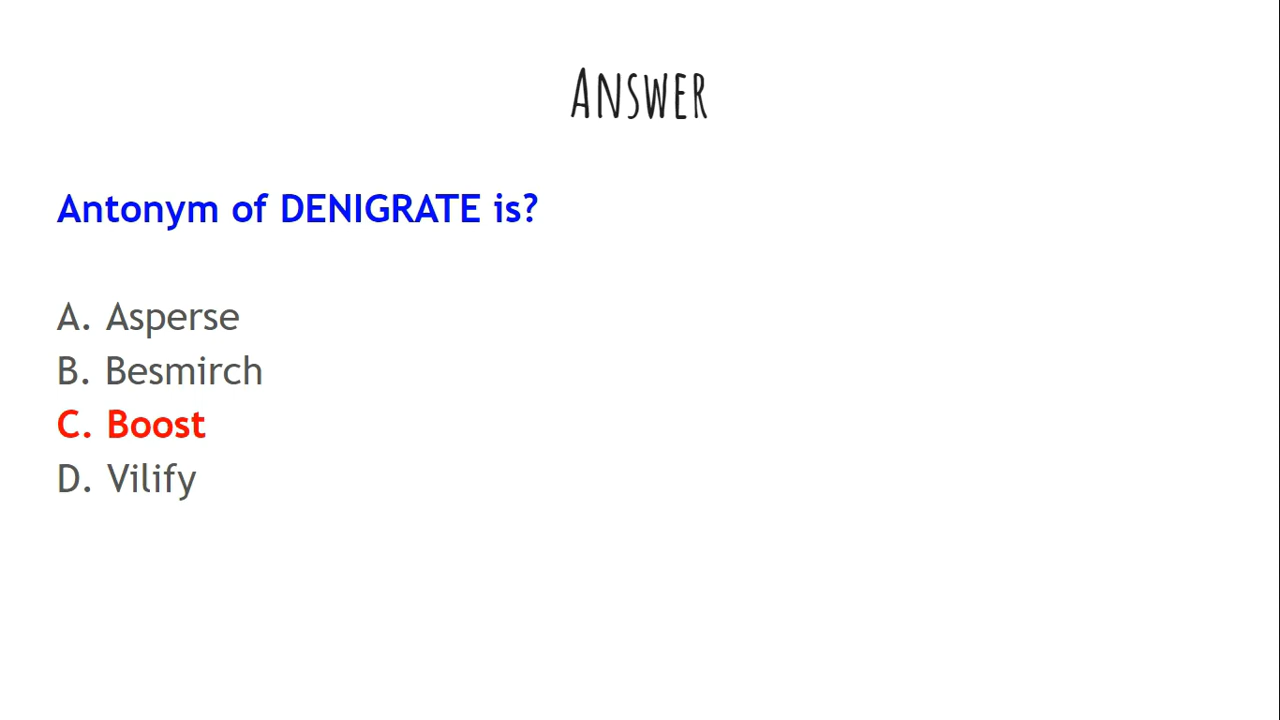 Answer
Antonym of DENIGRATE is?
A. Asperse
B. Besmirch
C. Boost
D. Vilify